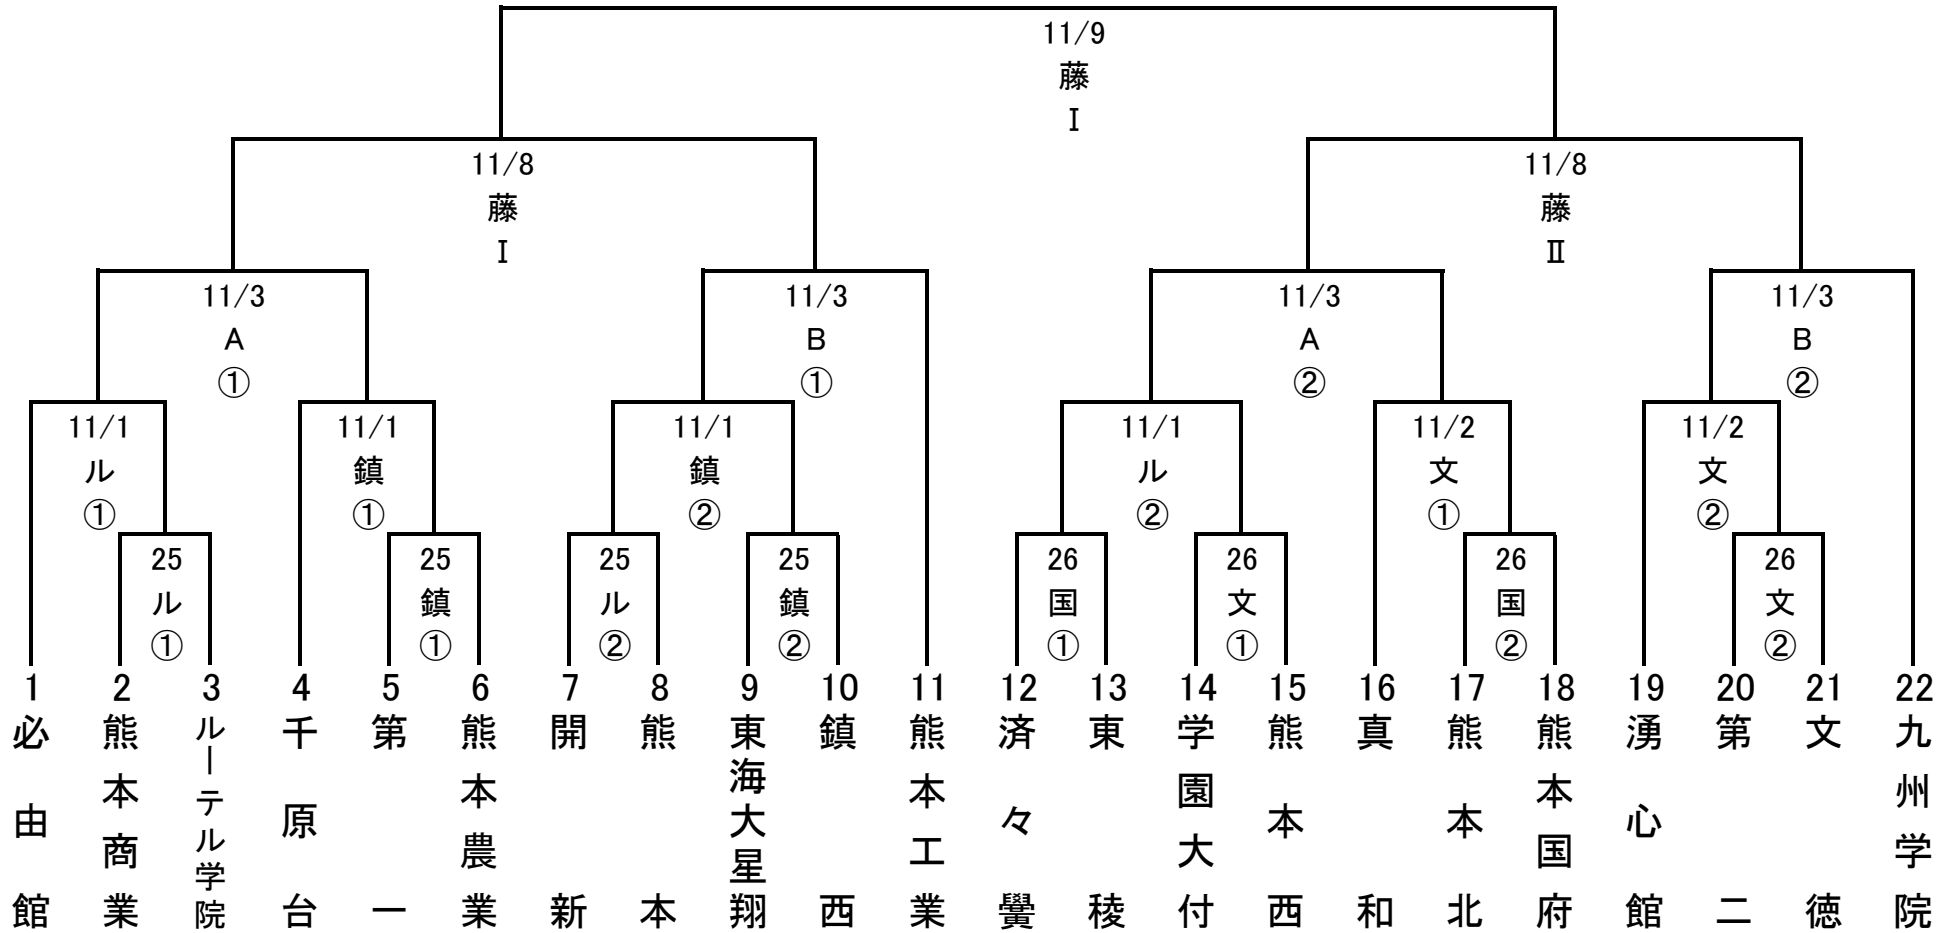 11/9
藤
Ⅰ
11/8
藤
Ⅰ
11/8
藤
Ⅱ
11/3
A
①
11/3
B
①
11/3
A
②
11/3
B
②
11/1
ル
①
11/1
鎮
①
11/1
鎮
②
11/1
ル
②
11/2
文
①
11/2
文
②
25
ル
①
25
鎮
①
25
ル
②
25
鎮
②
26
国
①
26
文
①
26
国
②
26
文
②
1
必由館
2
熊本商業
3
ルーテル学院
4
千原台
5
第一
6
熊本農業
7
開新
8
熊本
9
東海大星翔
10
鎮西
11
熊本工業
12
済々黌
13
東稜
14
学園大付
15
熊本西
16
真和
17
熊本北
18
熊本国府
19
湧心館
20
第二
21
文徳
22
九州学院